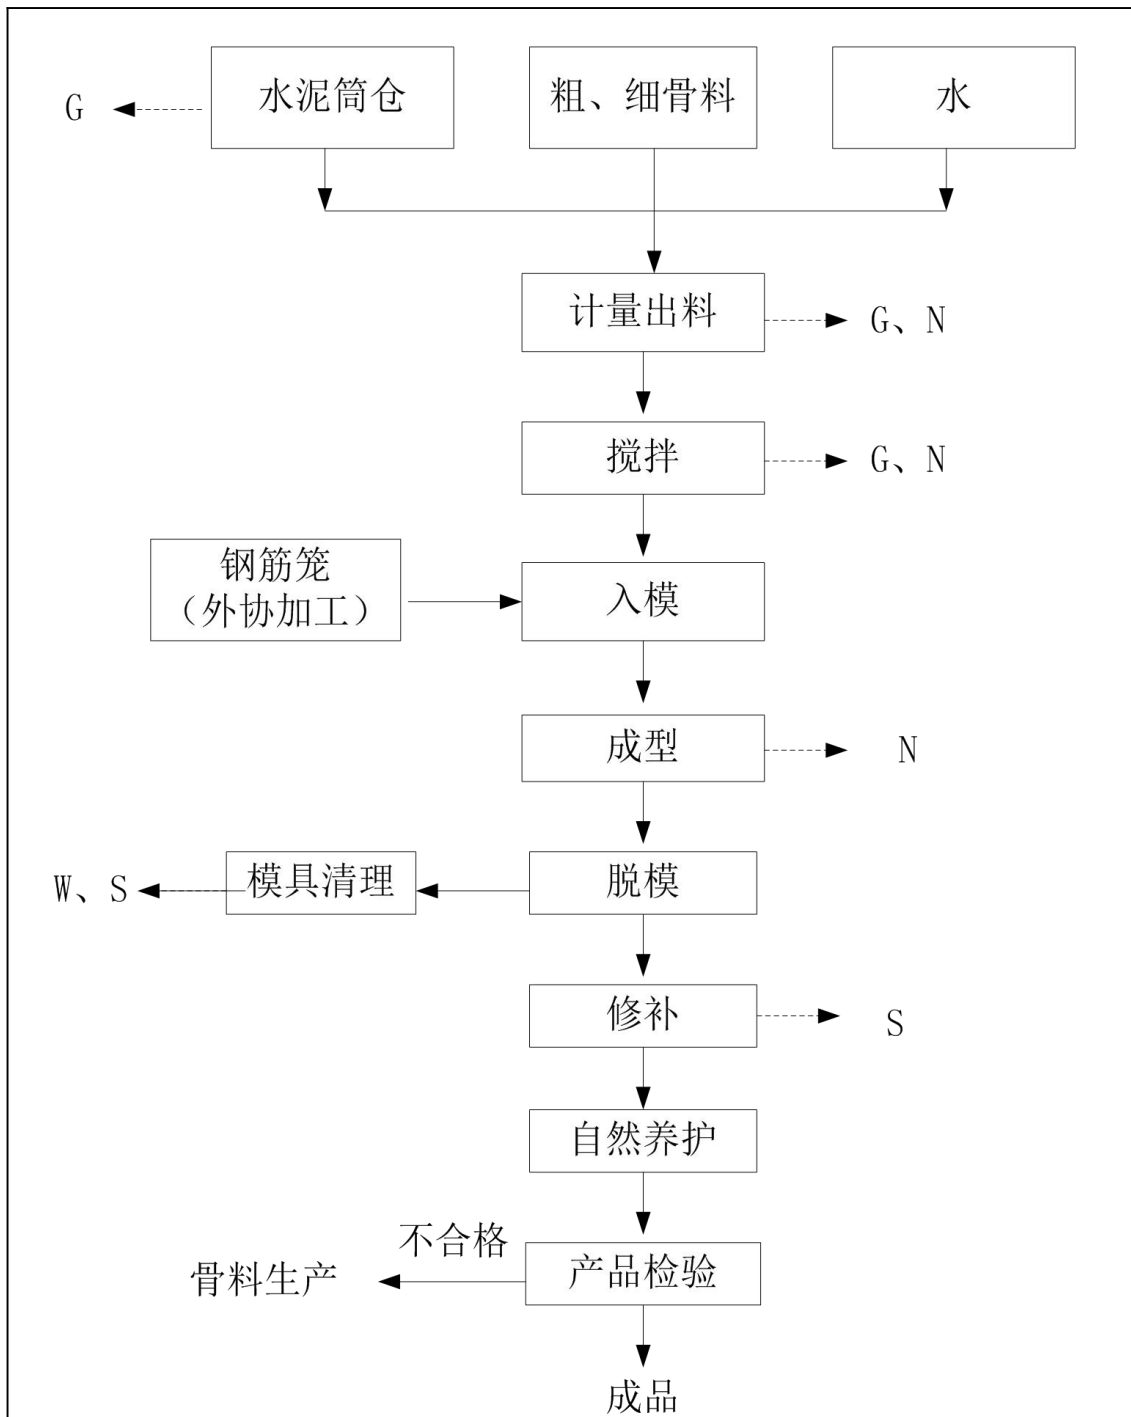 水泥筒仓
粗、细骨料
水
G
计量出料
G、N
搅拌
G、N
钢筋笼
（外协加工）
入模
成型
N
W、S
模具清理
脱模
修补
S
自然养护
不合格
骨料生产
产品检验
成品